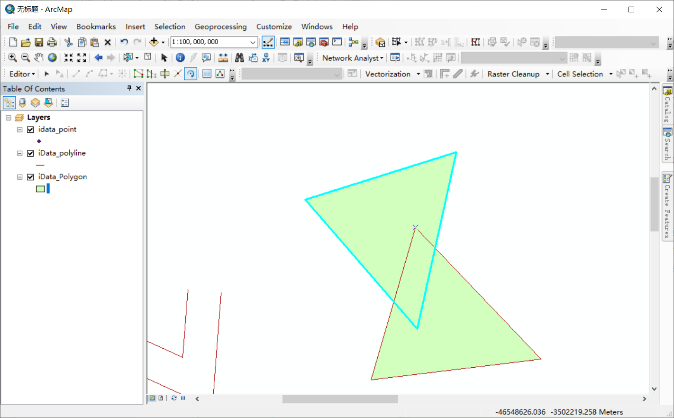 无标题 - ArcMap
File Edit View Bookmarks Insert Selection Geoprocessing Customize Windows Help
1:100,000,000
Network Analyst
Editor
Vectorization
Raster Cleanup
Cell Selection
Table Of Contents
Layers
idata_point
iData_polyline
iData_Polygon
Catalog
Search
Create Features
-46548626.036 -3502219.258 Meters